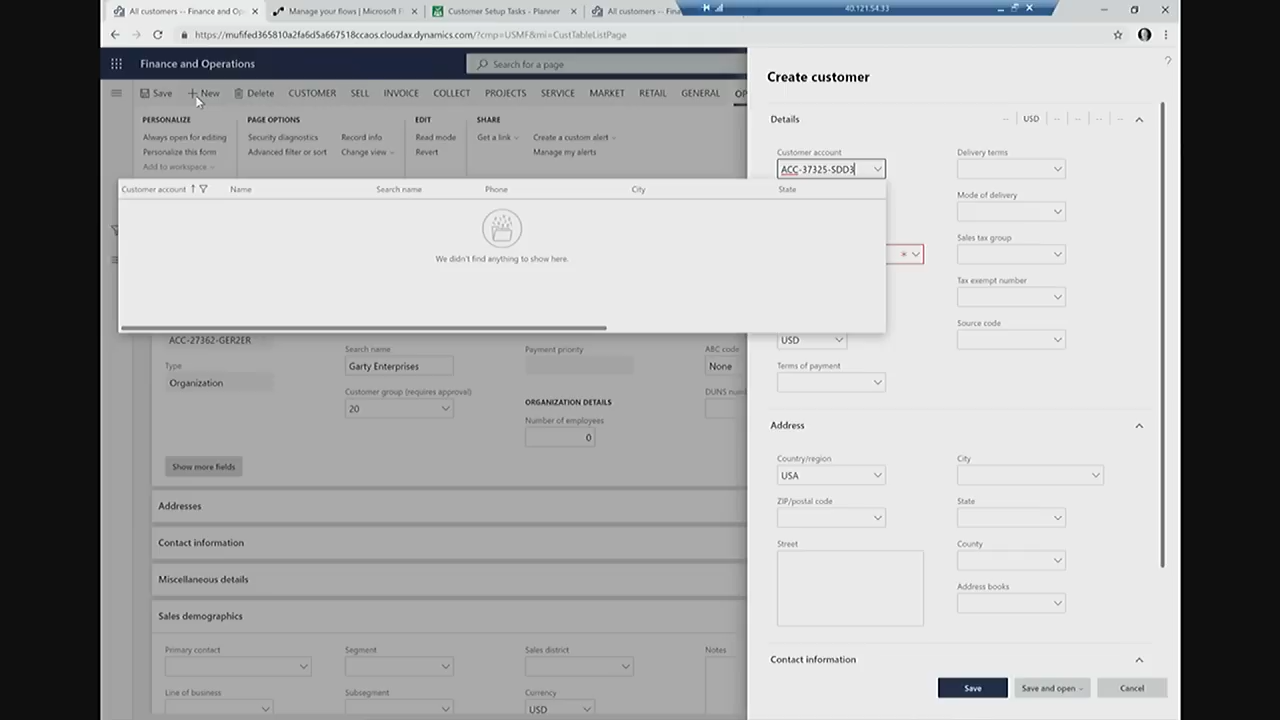 All customers -- Finance and Op
Manage your flows | Microsoft F
Customer Setup Tasks - Planner
All customers -- Fina
40.121.54.33
https://mufifed365810a2fa6d5a667518ccaos.cloudax.dynamics.com/?cmp=USMF&mi=CustTableListPage
Finance and Operations
Search for a page
Save
New
Delete
CUSTOMER
SELL
INVOICE
COLLECT
PROJECTS
SERVICE
MARKET
RETAIL
GENERAL
OP
PERSONALIZE
Always open for editing
Personalize this form
Add to workspace
PAGE OPTIONS
Security diagnostics
Advanced filter or sort
Record info
Change view
EDIT
Read mode
Revert
Get a link
Create a custom alert
Manage my alerts
Customer account
Name
Search name
Phone
City
State
We didn't find anything to show here.
ACC-27362-GER2ER
Type
Organization
Search name
Garty Enterprises
Customer group (requires approval)
20
Payment priority
ORGANIZATION DETAILS
Number of employees
0
ABC code
None
DUNS num
Show more fields
Addresses
Contact information
Miscellaneous details
Sales demographics
Primary contact
Segment
Sales district
Notes
Line of business
Subsegment
Currency
USD
?
Create customer
Details
-- | USD | -- | -- | -- | --
Customer account
ACC-37325-SDD3
Delivery terms
Mode of delivery
Sales tax group
*
Tax exempt number
Source code
USD
Terms of payment
Address
Country/region
USA
City
ZIP/postal code
State
Street
County
Address books
Contact information
Save
Save and open
Cancel